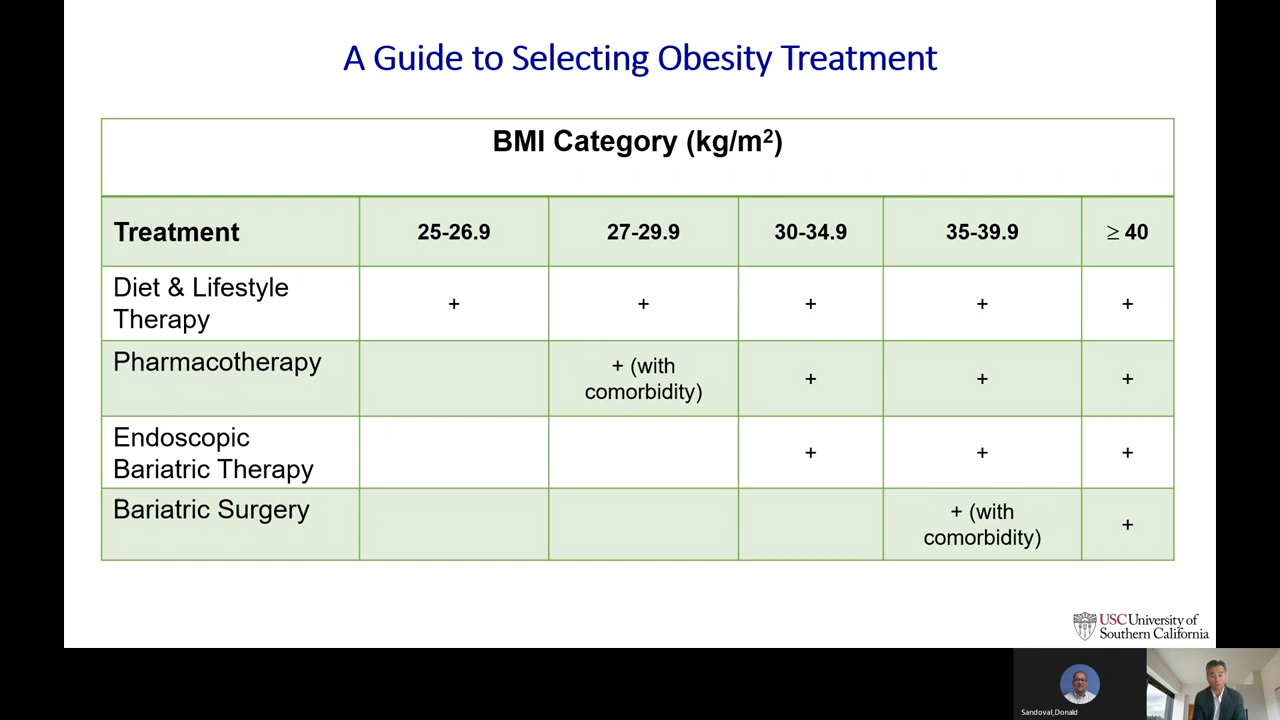 A Guide to Selecting Obesity Treatment
BMI Category (kg/m²)
Treatment 25-26.9 27-29.9 30-34.9 35-39.9 ≥ 40
Diet & Lifestyle
Therapy + + + + +
Pharmacotherapy + (with
comorbidity) + + +
Endoscopic
Bariatric Therapy + + +
Bariatric Surgery + (with
comorbidity) +
USC University of
Southern California
Sandoval,Donald